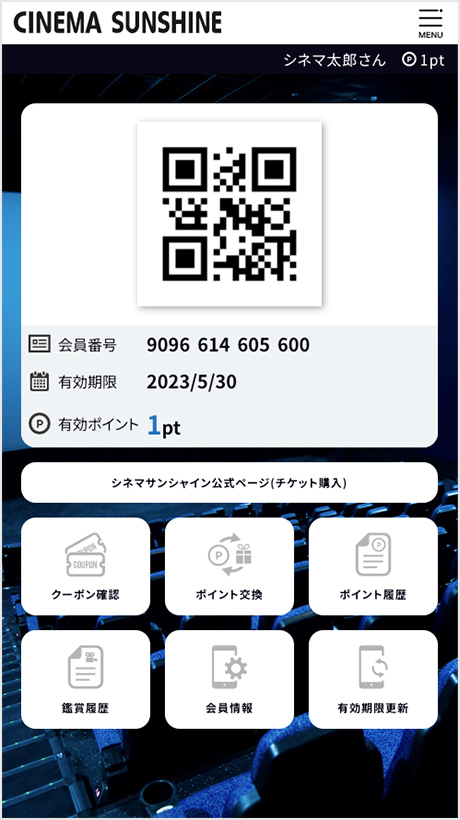 CINEMA SUNSHINE
MENU
シネマ太郎さん Ⓟ1pt
会員番号 9096 614 605 600
有効期限 2023/5/30
Ⓟ 有効ポイント 1pt
シネマサンシャイン公式ページ(チケット購入)
COUPON
COUPON
クーポン確認
P
ポイント交換
P
ポイント履歴
鑑賞履歴
会員情報
有効期限更新